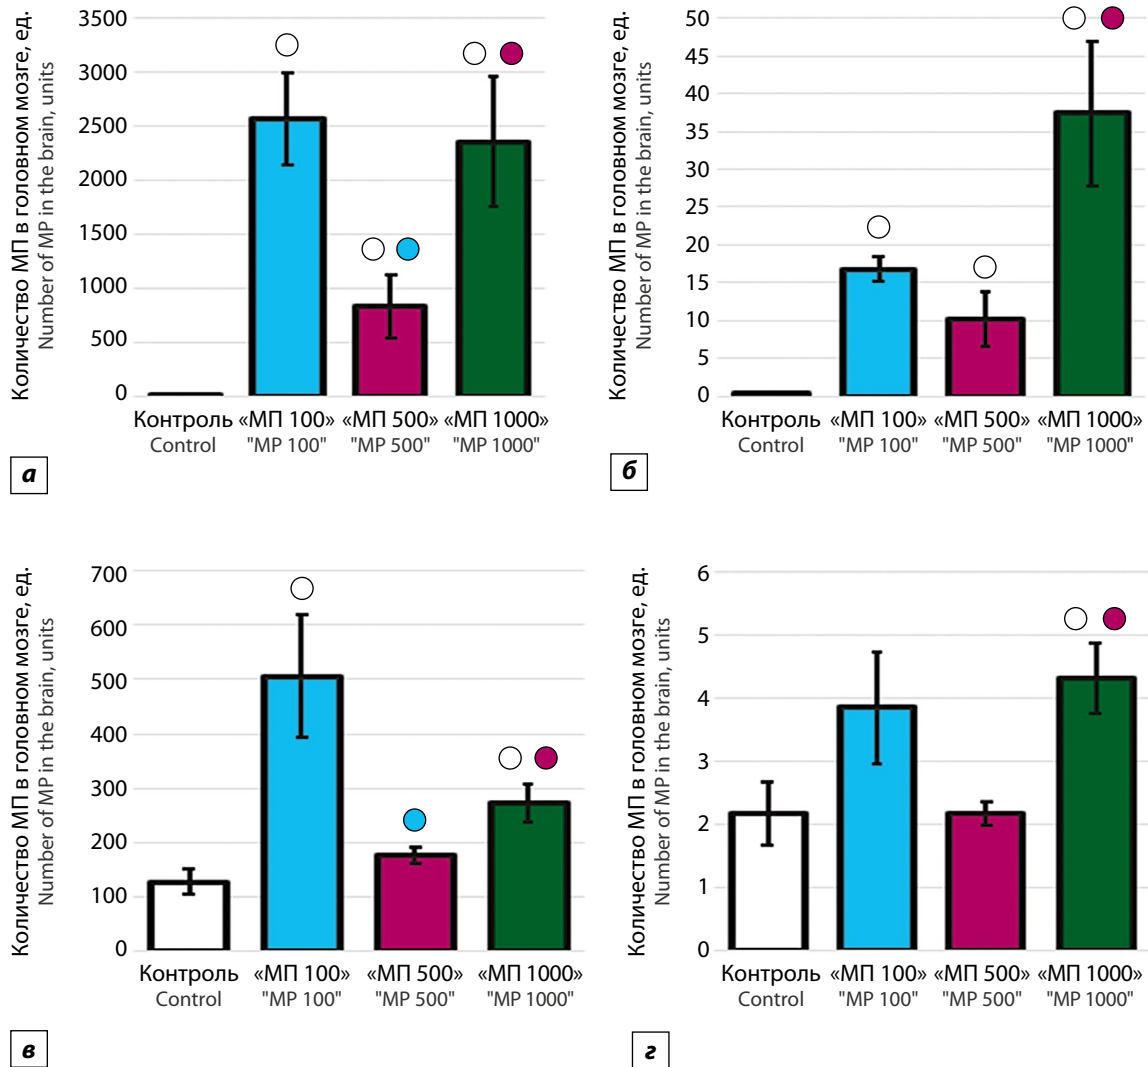 Количество МП в головном мозге, ед.
Number of MP in the brain, units
3500
3000
2500
2000
1500
1000
500
0
Контроль «МП 100» «МП 500» «МП 1000»
Control "MP 100" "MP 500" "MP 1000"
а
Количество МП в головном мозге, ед.
Number of MP in the brain, units
50
45
40
35
30
25
20
15
10
5
0
Контроль «МП 100» «МП 500» «МП 1000»
Control "MP 100" "MP 500" "MP 1000"
б
Количество МП в головном мозге, ед.
Number of MP in the brain, units
700
600
500
400
300
200
100
0
Контроль «МП 100» «МП 500» «МП 1000»
Control "MP 100" "MP 500" "MP 1000"
в
Количество МП в головном мозге, ед.
Number of MP in the brain, units
6
5
4
3
2
1
0
Контроль «МП 100» «МП 500» «МП 1000»
Control "MP 100" "MP 500" "MP 1000"
г